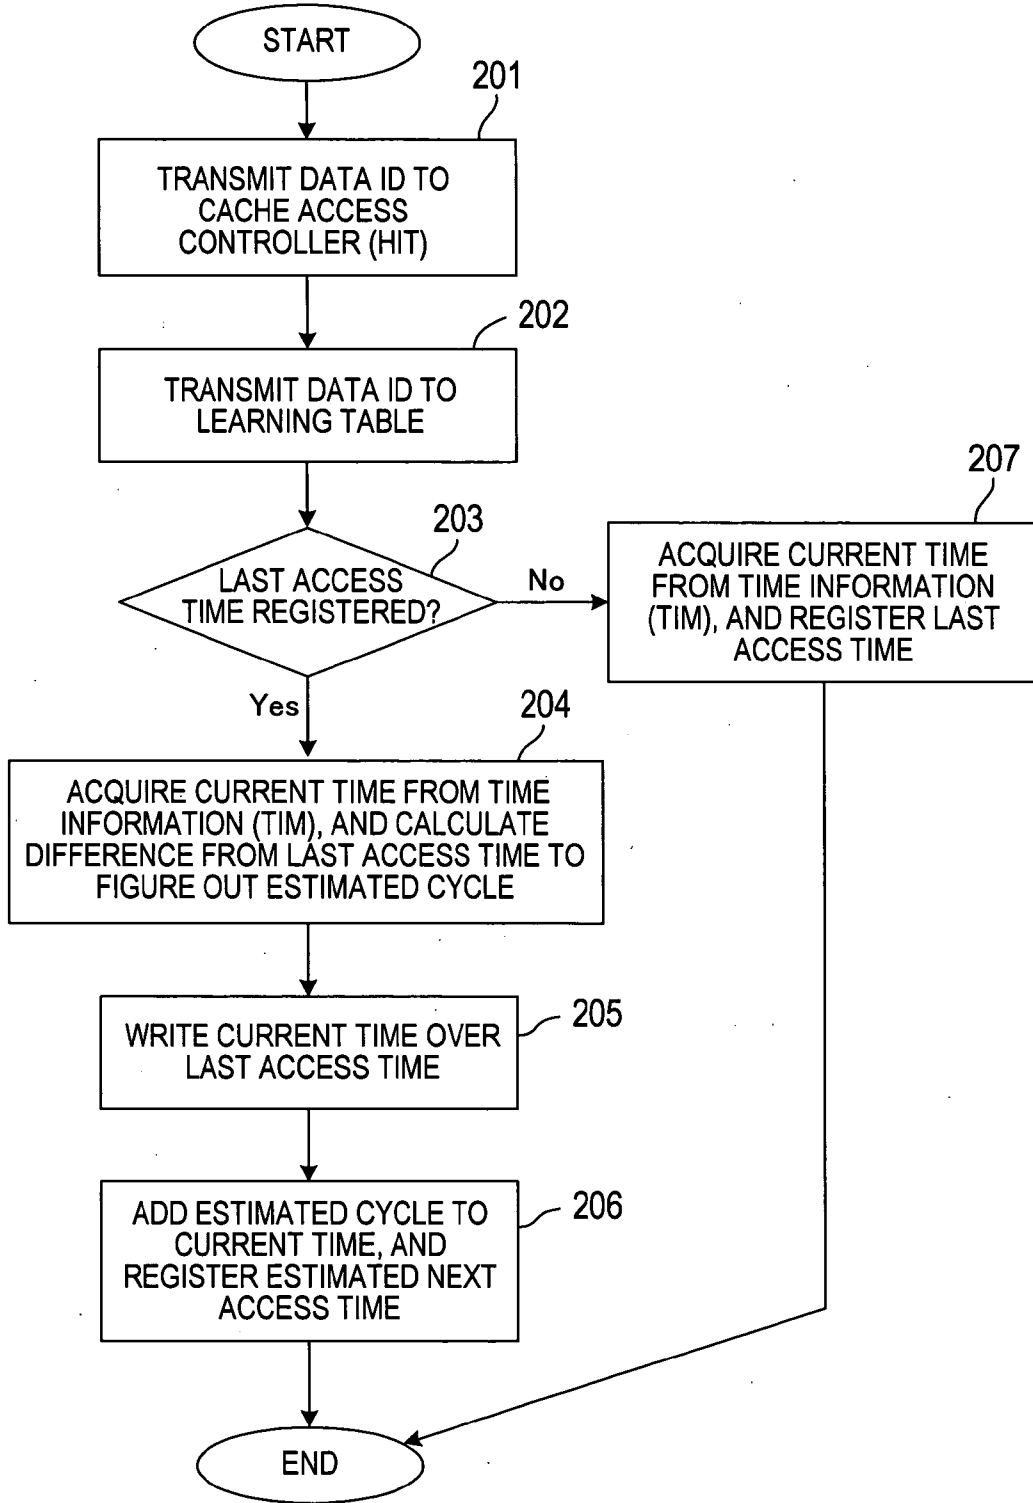 START
201
TRANSMIT DATA ID TO
CACHE ACCESS
CONTROLLER (HIT)
202
TRANSMIT DATA ID TO
LEARNING TABLE
203
LAST ACCESS
TIME REGISTERED?
No
207
ACQUIRE CURRENT TIME
FROM TIME INFORMATION
(TIM), AND REGISTER LAST
ACCESS TIME
Yes
204
ACQUIRE CURRENT TIME FROM TIME
INFORMATION (TIM), AND CALCULATE
DIFFERENCE FROM LAST ACCESS TIME TO
FIGURE OUT ESTIMATED CYCLE
205
WRITE CURRENT TIME OVER
LAST ACCESS TIME
206
ADD ESTIMATED CYCLE TO
CURRENT TIME, AND
REGISTER ESTIMATED NEXT
ACCESS TIME
END